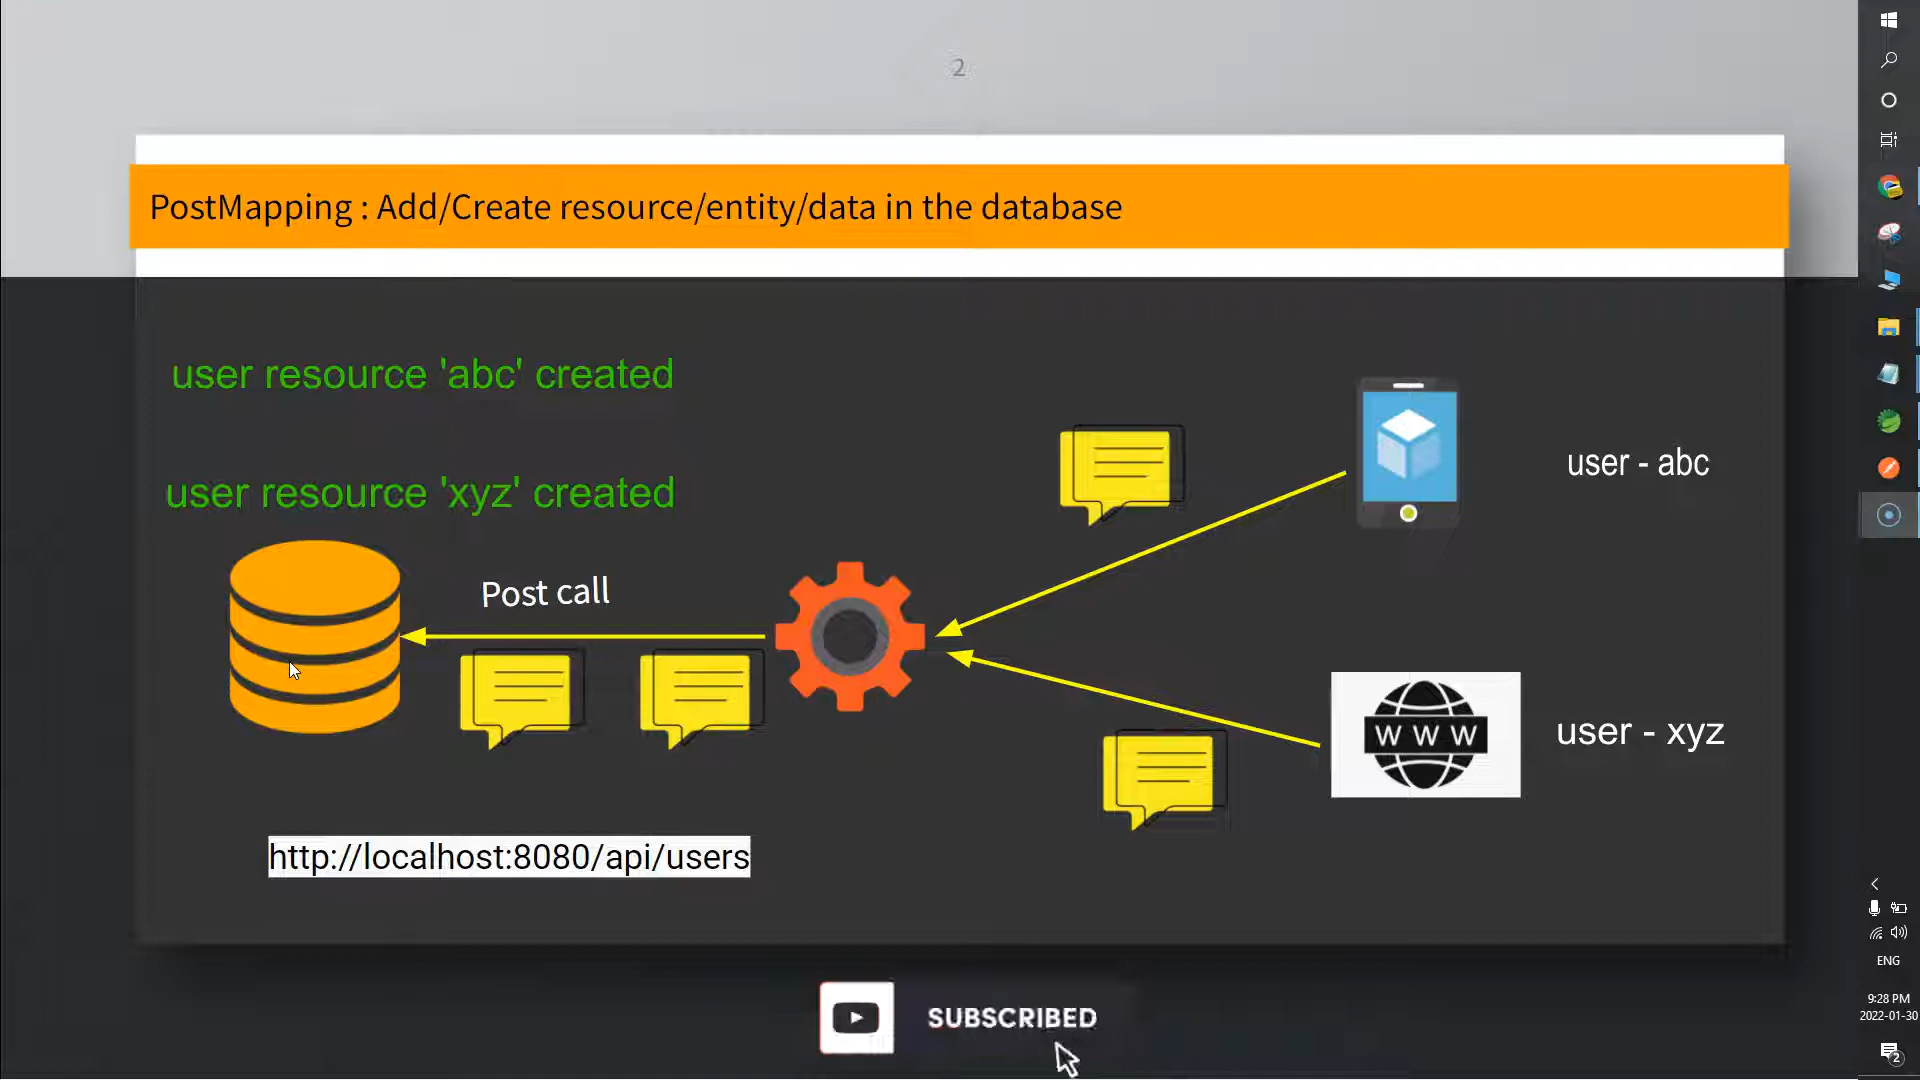 2
PostMapping : Add/Create resource/entity/data in the database
user resource 'abc' created
user - abc
user resource 'xyz' created
Post call
user - xyz
WWW
http://localhost:8080/api/users
SUBSCRIBED
ENG
9:28 PM
2022-01-30
2